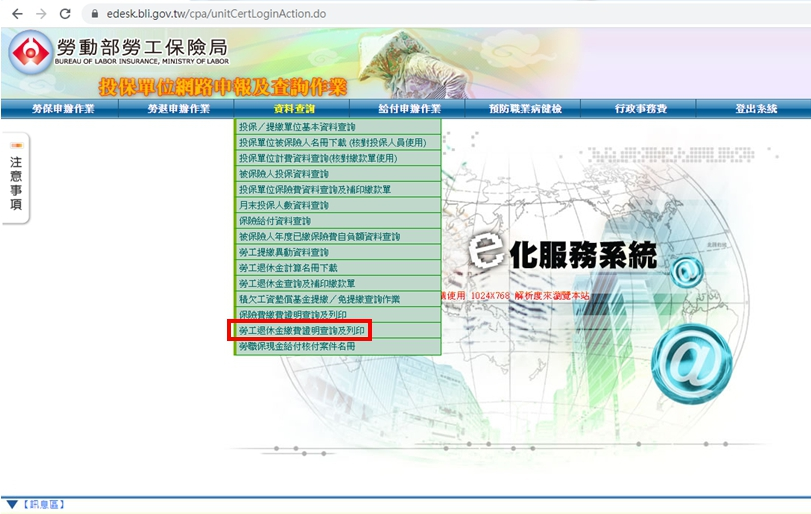 edesk.bli.gov.tw/cpa/unitCertLoginAction.do
勞動部勞工保險局
BUREAU OF LABOR INSURANCE, MINISTRY OF LABOR
投保單位網路申報及查詢作業
勞保申辦作業 勞退申辦作業 資料查詢 給付申辦作業 預防職業病健檢 行政事務費 登出系統
注意事項
投保／提繳單位基本資料查詢
投保單位被保險人名冊下載 (核對投保人員使用)
投保單位計費資料查詢(核對繳款單使用)
被保險人投保資料查詢
投保單位保險費資料查詢及補印繳款單
月末投保人數資料查詢
保險給付資料查詢
被保險人年度已繳保險費自負額資料查詢
勞工提繳異動資料查詢
勞工退休金計算名冊下載
勞工退休金查詢及補印繳款單
積欠工資墊償基金提繳／免提繳查詢作業
保險費繳費證明查詢及列印
勞工退休金繳費證明查詢及列印
勞職保現金給付核付案件名冊
e化服務系統
使用 1024X768 解析度來瀏覽本站
@
@
【訊息區】